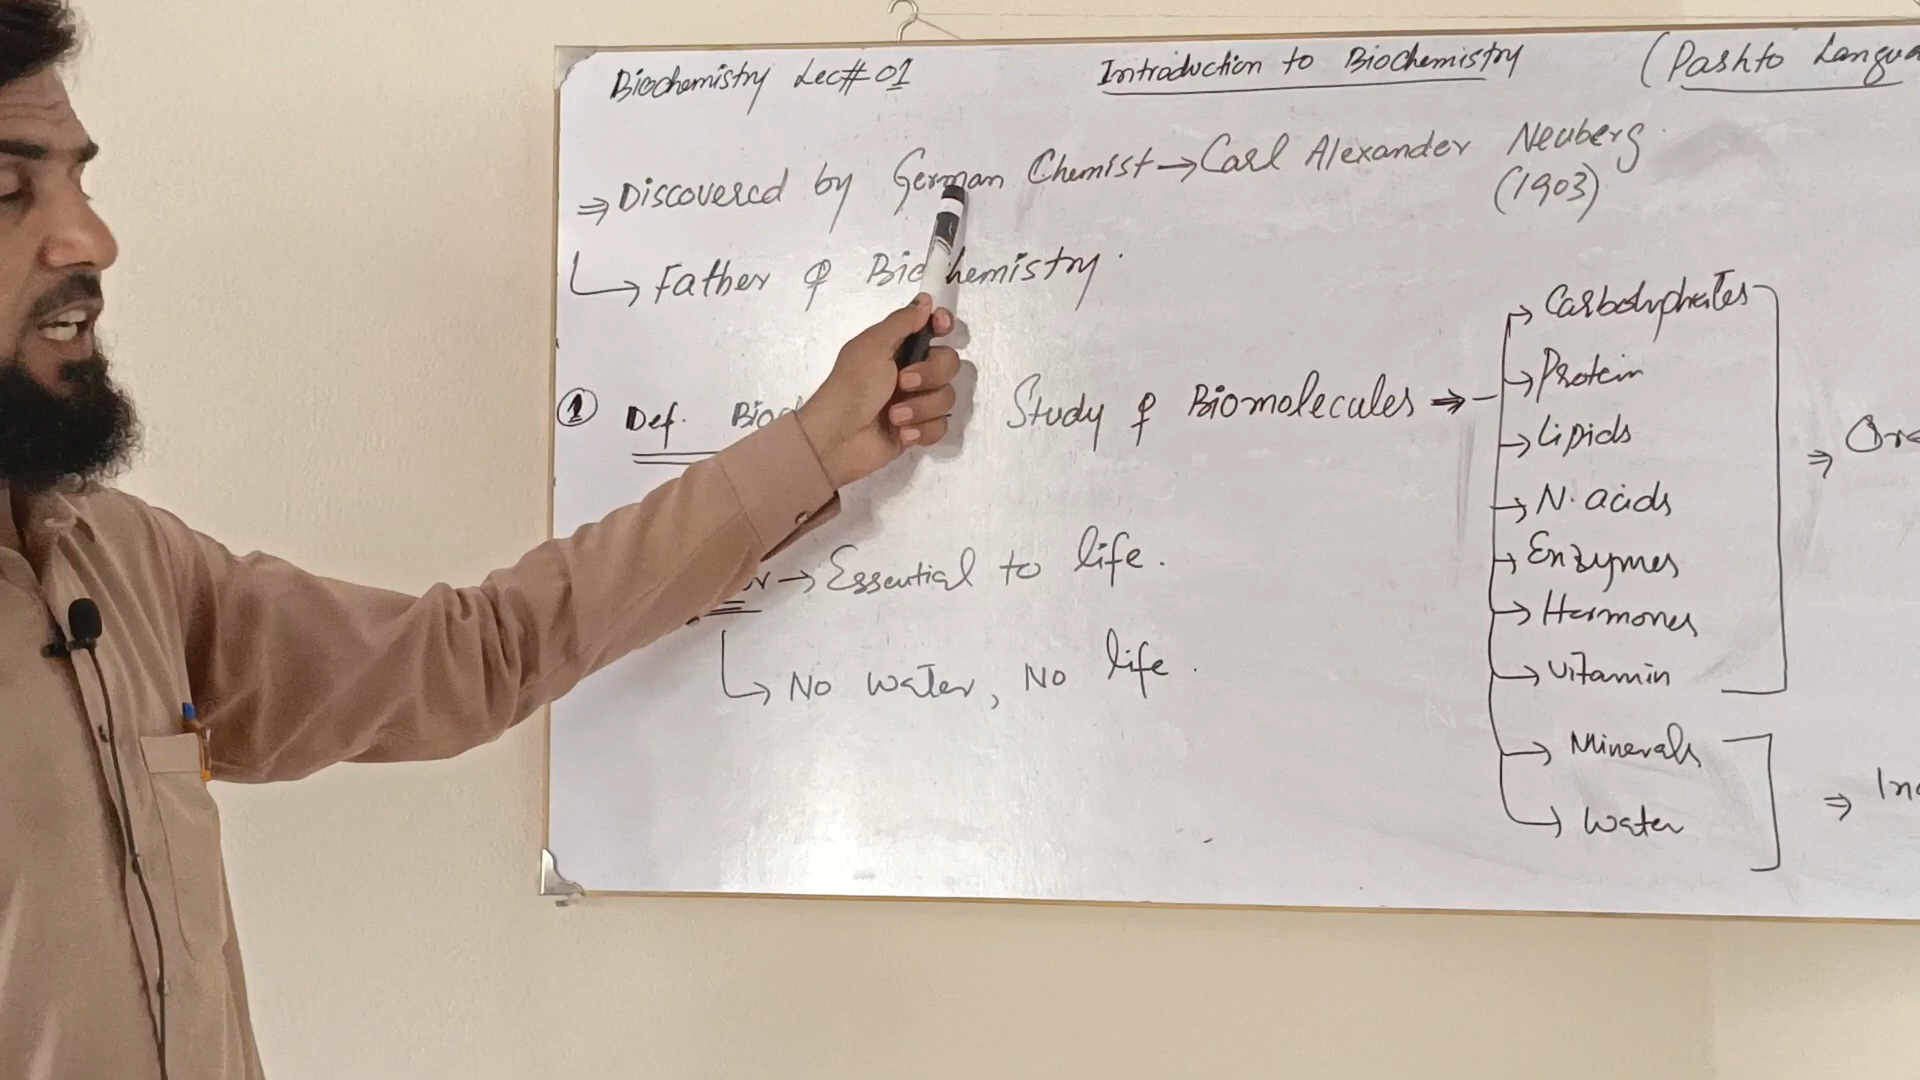 Biochemistry Lec# 01
Introduction to Biochemistry
(Pashto
⇒ Discovered by German Chemist → Carl Alexander Neuberg
(1903)
↳ Father of Biochemistry.
① Def. Study of Biomolecules ⇒
→ Carbohydrates
→ Protein
→ Lipids
→ N. acids
→ Enzymes
→ Hormones
→ Vitamin
→ Minerals
→ Water
→ Essential to life.
↳ No water, No life.